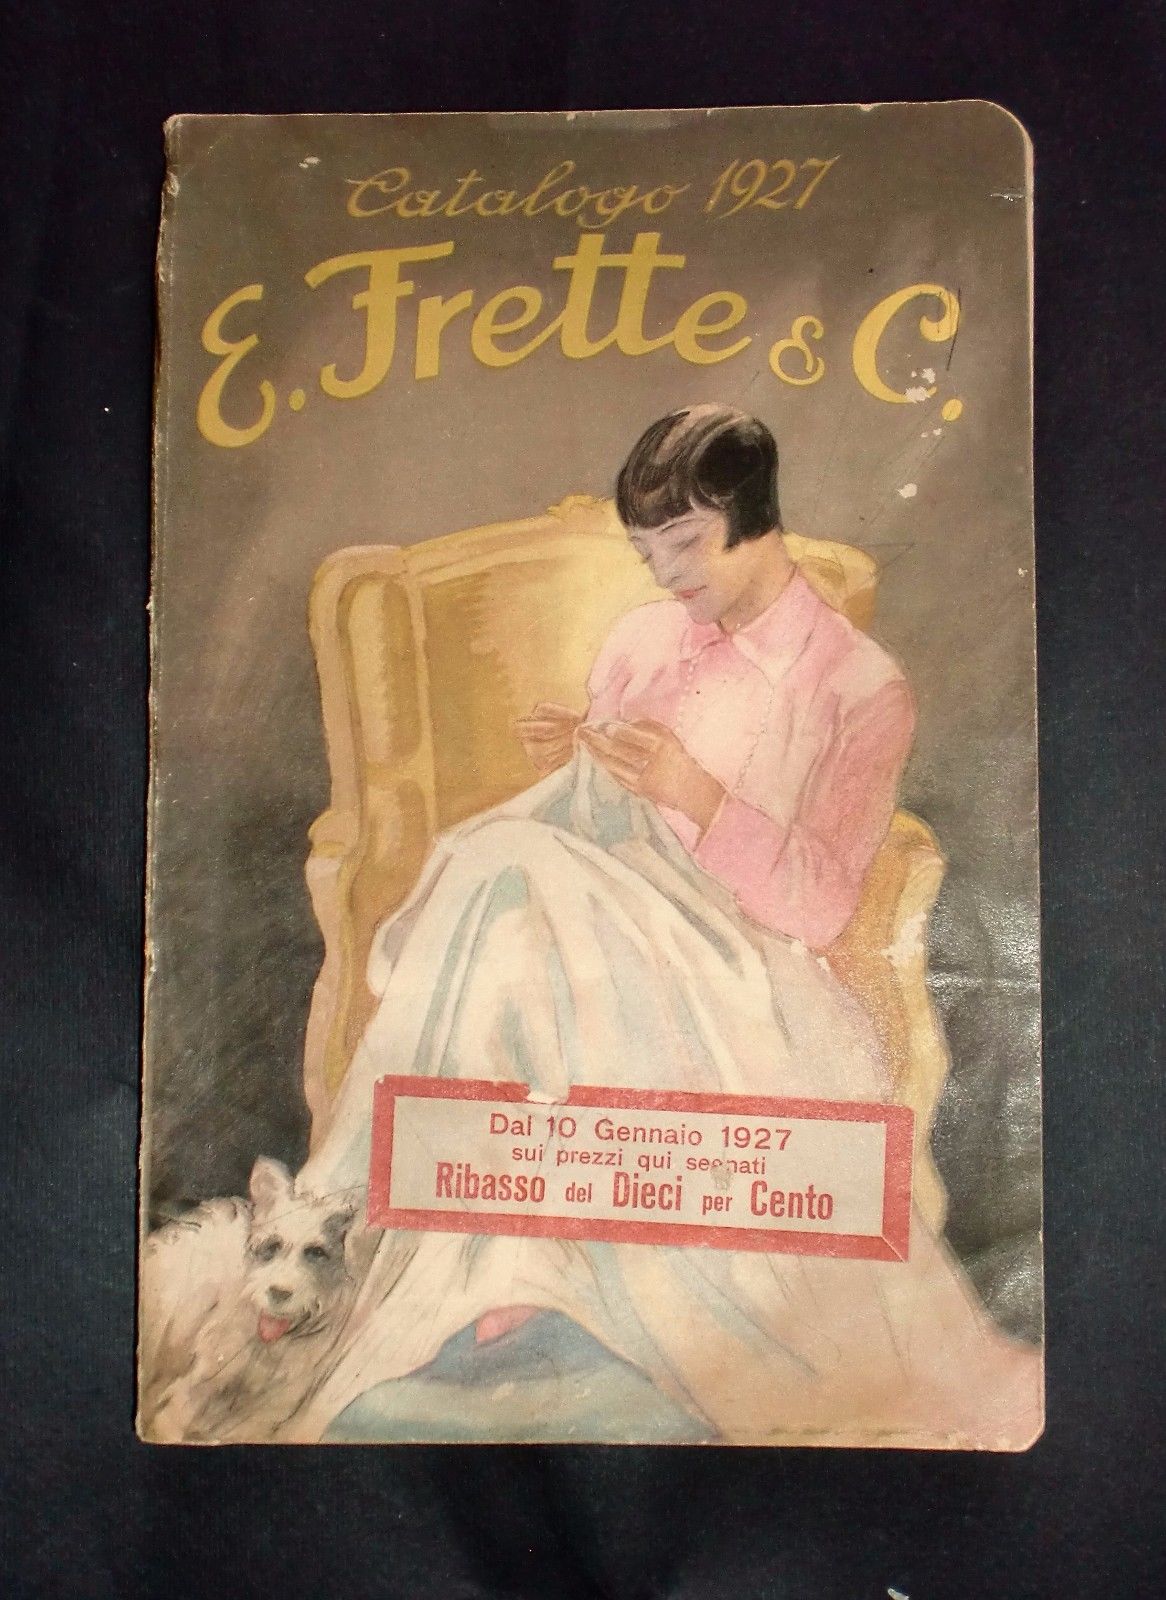 Catalogo 1927
E. Frette & C.
Dal 10 Gennaio 1927
sui prezzi qui segnati
Ribasso del Dieci per Cento